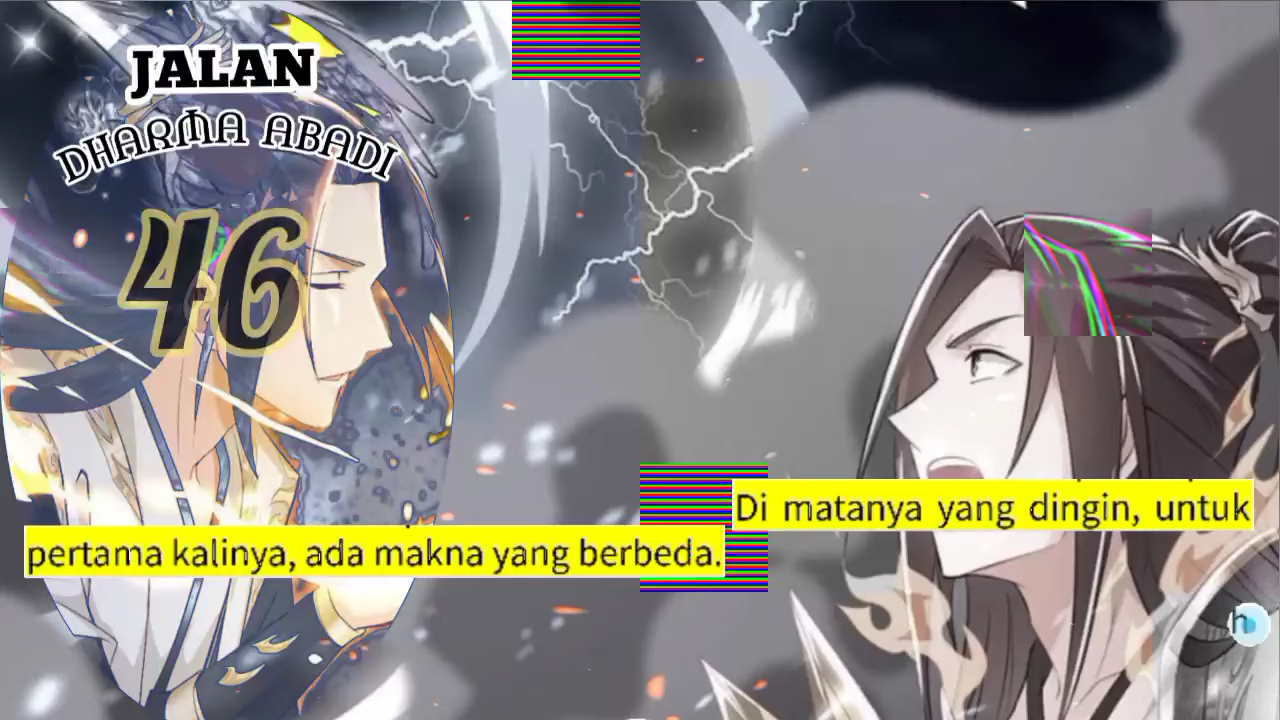 JALAN
DHARMA ABADI
46
Di matanya yang dingin, untuk
pertama kalinya, ada makna yang berbeda.
h